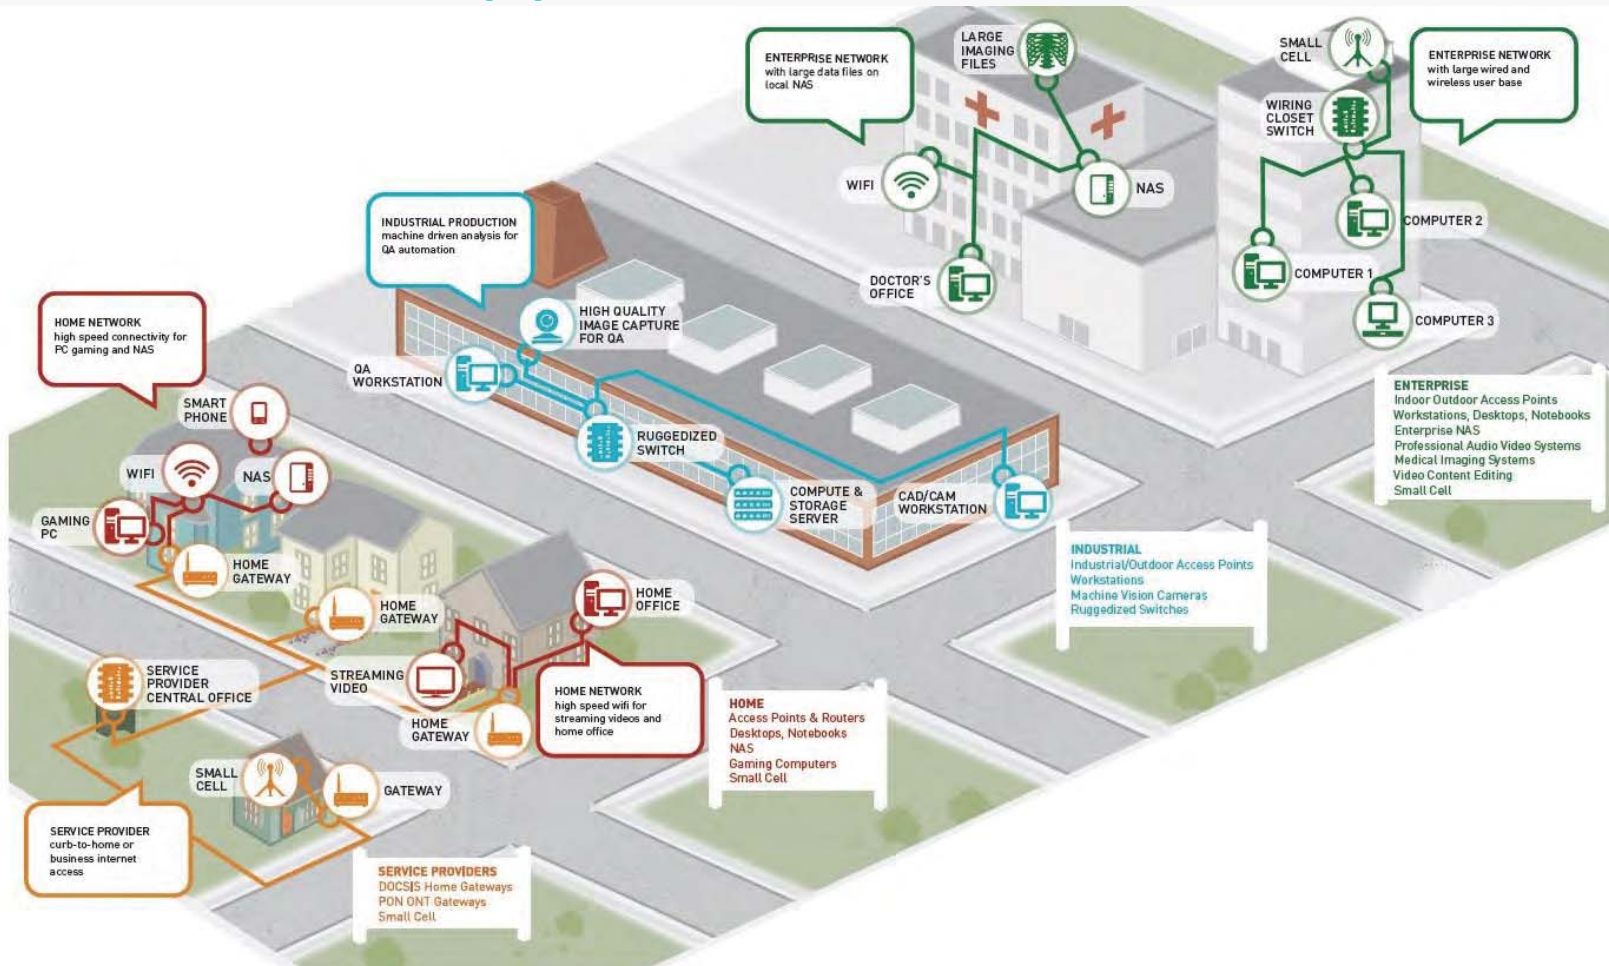 ENTERPRISE NETWORK
with large data files on
local NAS
LARGE
IMAGING
FILES
SMALL
CELL
ENTERPRISE NETWORK
with large wired and
wireless user base
WIRING
CLOSET
SWITCH
WIFI
NAS
COMPUTER 2
DOCTOR'S
OFFICE
COMPUTER 1
COMPUTER 3
INDUSTRIAL PRODUCTION
machine driven analysis for
QA automation
HIGH QUALITY
IMAGE CAPTURE
FOR QA
QA
WORKSTATION
RUGGEDIZED
SWITCH
COMPUTE &
STORAGE
SERVER
CAD/CAM
WORKSTATION
HOME NETWORK
high speed connectivity for
PC gaming and NAS
SMART
PHONE
WIFI
NAS
GAMING
PC
HOME
GATEWAY
HOME
GATEWAY
HOME
OFFICE
STREAMING
VIDEO
HOME
GATEWAY
HOME NETWORK
high speed wifi for
streaming videos and
home office
SERVICE
PROVIDER
CENTRAL OFFICE
SMALL
CELL
GATEWAY
SERVICE PROVIDER
curb-to-home or
business internet
access
ENTERPRISE
Indoor Outdoor Access Points
Workstations, Desktops, Notebooks
Enterprise NAS
Professional Audio Video Systems
Medical Imaging Systems
Video Content Editing
Small Cell
INDUSTRIAL
Industrial/Outdoor Access Points
Workstations
Machine Vision Cameras
Ruggedized Switches
HOME
Access Points & Routers
Desktops, Notebooks
NAS
Gaming Computers
Small Cell
SERVICE PROVIDERS
DOCSIS Home Gateways
PON ONT Gateways
Small Cell